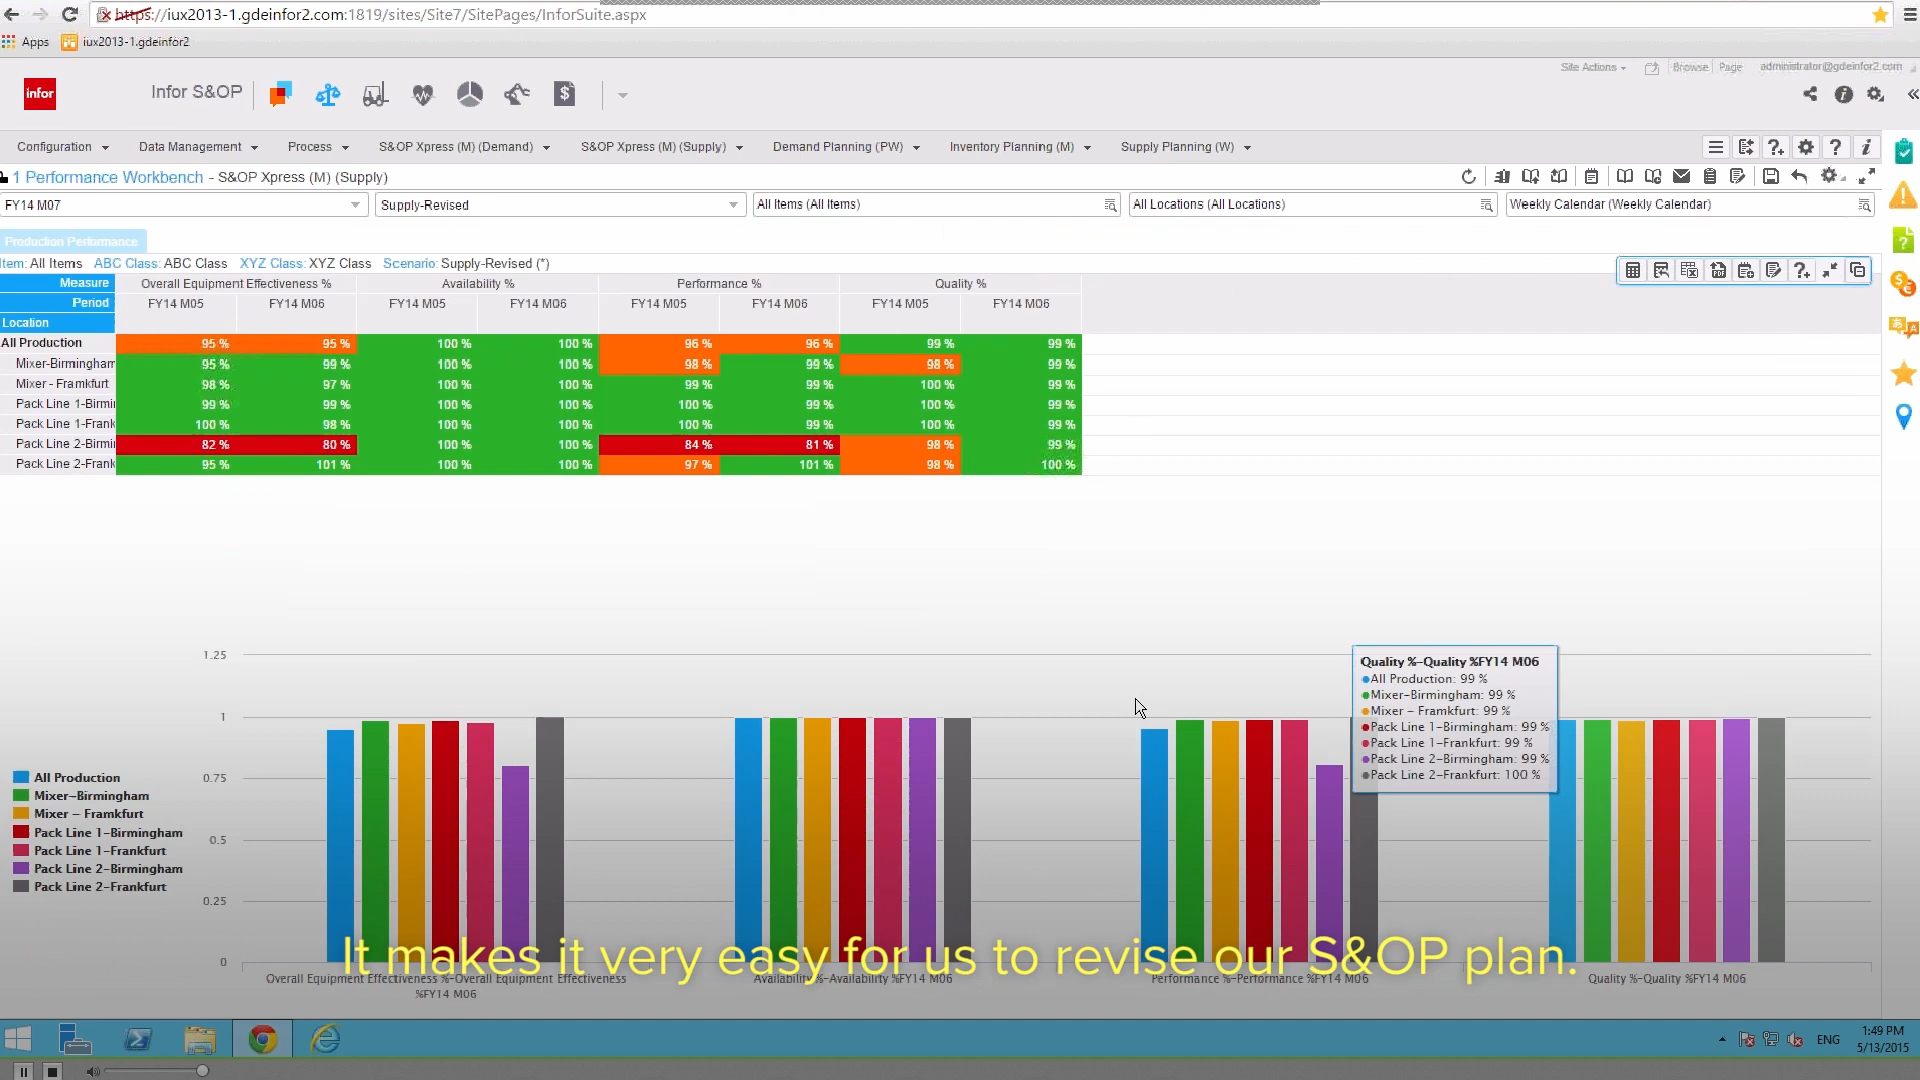 https://iux2013-1.gdeinfor2.com:1819/sites/Site7/SitePages/InforSuite.aspx
Apps iux2013-1.gdeinfor2
Site Actions Browse Page administrator@gdeinfor2.com
infor Infor S&OP
Configuration Data Management Process S&OP Xpress (M) (Demand) S&OP Xpress (M) (Supply) Demand Planning (PW) Inventory Planning (M) Supply Planning (W)
1 Performance Workbench - S&OP Xpress (M) (Supply)
FY14 M07 Supply-Revised All Items (All Items) All Locations (All Locations) Weekly Calendar (Weekly Calendar)
Production Performance
Item: All Items ABC Class: ABC Class XYZ Class: XYZ Class Scenario: Supply-Revised (*)
Measure Overall Equipment Effectiveness % Availability % Performance % Quality %
Period FY14 M05 FY14 M06 FY14 M05 FY14 M06 FY14 M05 FY14 M06 FY14 M05 FY14 M06
Location
All Production 95 % 95 % 100 % 100 % 96 % 96 % 99 % 99 %
Mixer-Birmingham 95 % 99 % 100 % 100 % 98 % 99 % 98 % 99 %
Mixer - Framkfurt 98 % 97 % 100 % 100 % 99 % 99 % 100 % 99 %
Pack Line 1-Birmi 99 % 99 % 100 % 100 % 100 % 99 % 100 % 99 %
Pack Line 1-Frank 100 % 98 % 100 % 100 % 100 % 99 % 100 % 99 %
Pack Line 2-Birmi 82 % 80 % 100 % 100 % 84 % 81 % 98 % 99 %
Pack Line 2-Frank 95 % 101 % 100 % 100 % 97 % 101 % 98 % 100 %
1.25
1
0.75
0.5
0.25
0
Quality %-Quality %FY14 M06
All Production: 99 %
Mixer-Birmingham: 99 %
Mixer - Framkfurt: 99 %
Pack Line 1-Birmingham: 99 %
Pack Line 1-Frankfurt: 99 %
Pack Line 2-Birmingham: 99 %
Pack Line 2-Frankfurt: 100 %
All Production
Mixer-Birmingham
Mixer - Framkfurt
Pack Line 1-Birmingham
Pack Line 1-Frankfurt
Pack Line 2-Birmingham
Pack Line 2-Frankfurt
It makes it very easy for us to revise our S&OP plan.
Overall Equipment Effectiveness %-Overall Equipment Effectiveness Availability %-Availability %FY14 M06 Performance %-Performance %FY14 M06 Quality %-Quality %FY14 M06
%FY14 M06
ENG 1:49 PM
5/13/2015